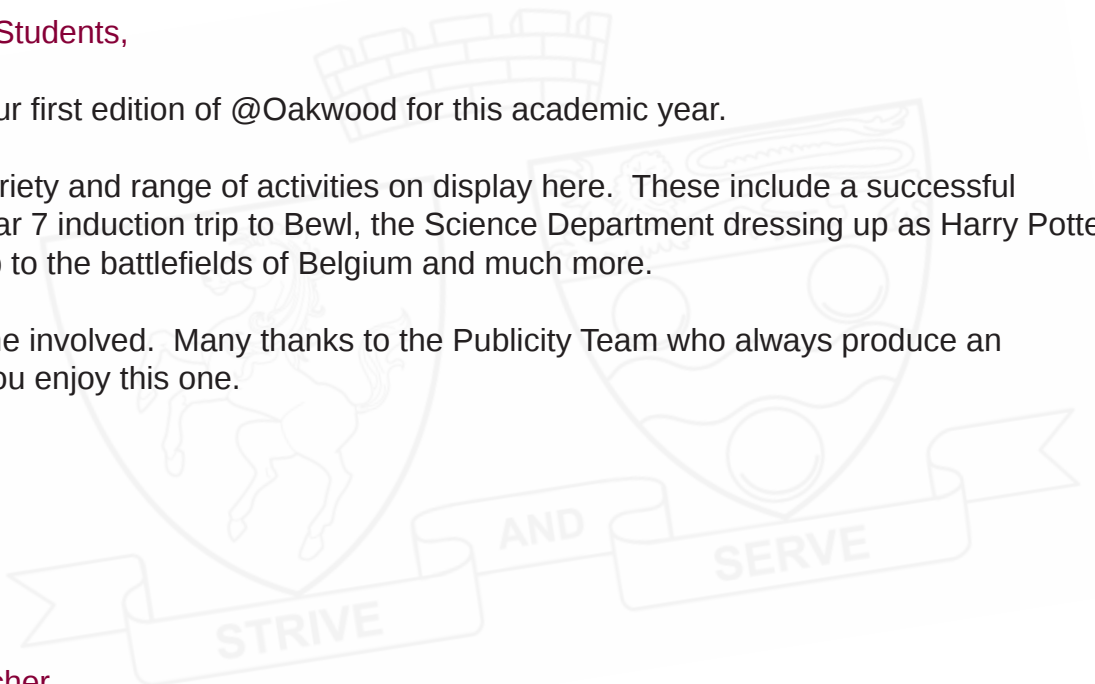 Students,
ur first edition of @Oakwood for this academic year.
riety and range of activities on display here. These include a successful
ar 7 induction trip to Bewl, the Science Department dressing up as Harry Potte
to the battlefields of Belgium and much more.
e involved. Many thanks to the Publicity Team who always produce an
ou enjoy this one.
AND
SERVE
STRIVE
cher